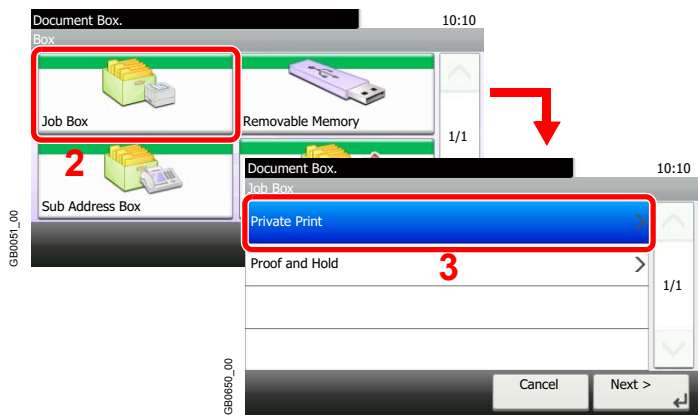 Document Box.
10:10
Box
Job Box
Removable Memory
1/1
2
Sub Address Box
GB0051_00
Document Box.
10:10
Job Box
Private Print
Proof and Hold
3
1/1
Cancel
Next >
GB0650_00